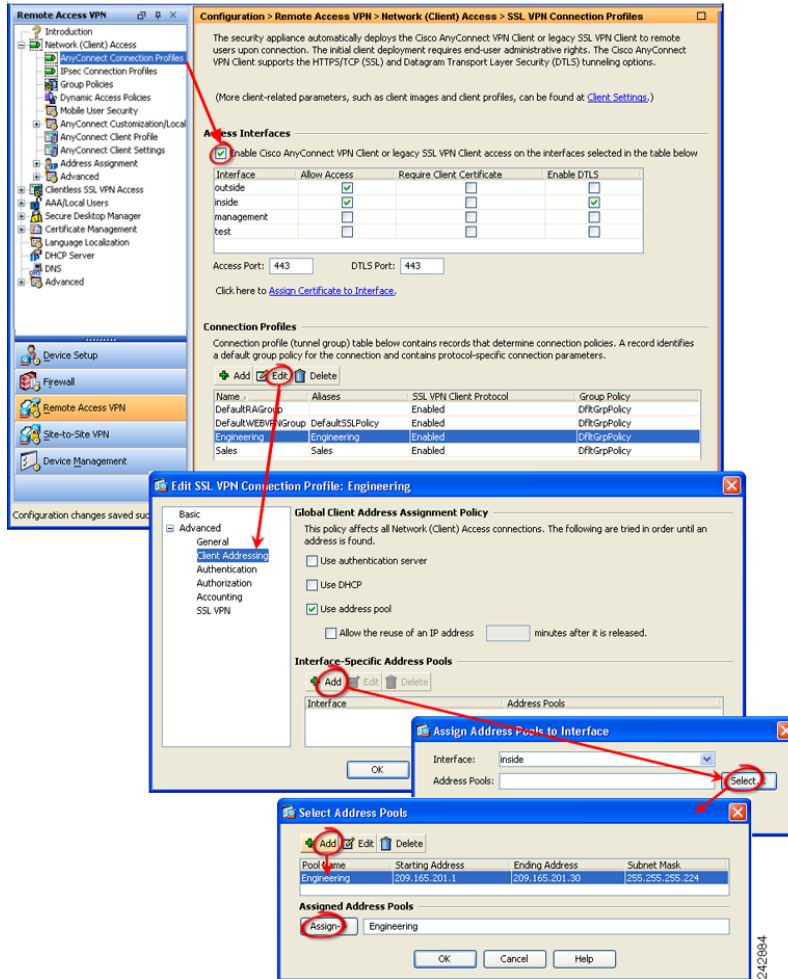 Remote Access VPN
Introduction
Network (Client) Access
AnyConnect Connection Profiles
IPsec Connection Profiles
Group Policies
Dynamic Access Policies
Mobile User Security
AnyConnect Customization/Local
AnyConnect Client Profile
AnyConnect Client Settings
Address Assignment
Advanced
Clientless SSL VPN Access
AAA/Local Users
Secure Desktop Manager
Certificate Management
Language Localization
DHCP Server
DNS
Advanced
Device Setup
Firewall
Remote Access VPN
Site-to-Site VPN
Device Management
Configuration changes saved suc
Configuration > Remote Access VPN > Network (Client) Access > SSL VPN Connection Profiles
The security appliance automatically deploys the Cisco AnyConnect VPN Client or legacy SSL VPN Client to remote
users upon connection. The initial client deployment requires end-user administrative rights. The Cisco AnyConnect
VPN Client supports the HTTPS/TCP (SSL) and Datagram Transport Layer Security (DTLS) tunneling options.
(More client-related parameters, such as client images and client profiles, can be found at Client Settings.)
Access Interfaces
Enable Cisco AnyConnect VPN Client or legacy SSL VPN Client access on the interfaces selected in the table below
Interface Allow Access Require Client Certificate Enable DTLS
outside
inside
management
test
Access Port: 443 DTLS Port: 443
Click here to Assign Certificate to Interface.
Connection Profiles
Connection profile (tunnel group) table below contains records that determine connection policies. A record identifies
a default group policy for the connection and contains protocol-specific connection parameters.
Add Edit Delete
Name Aliases SSL VPN Client Protocol Group Policy
DefaultRAGroup Enabled DfltGrpPolicy
DefaultWEBVPNGroup DefaultSSLPolicy Enabled DfltGrpPolicy
Engineering Engineering Enabled DfltGrpPolicy
Sales Sales Enabled DfltGrpPolicy
Edit SSL VPN Connection Profile: Engineering
Basic
Advanced
General
Client Addressing
Authentication
Authorization
Accounting
SSL VPN
Global Client Address Assignment Policy
This policy affects all Network (Client) Access connections. The following are tried in order until an
address is found.
Use authentication server
Use DHCP
Use address pool
Allow the reuse of an IP address minutes after it is released.
Interface-Specific Address Pools
Add Edit Delete
Interface Address Pools
OK
Assign Address Pools to Interface
Interface: inside
Address Pools: Select...
Select Address Pools
Add Edit Delete
Pool Name Starting Address Ending Address Subnet Mask
Engineering 209.165.201.1 209.165.201.30 255.255.255.224
Assigned Address Pools
Assign-> Engineering
OK Cancel Help
242884